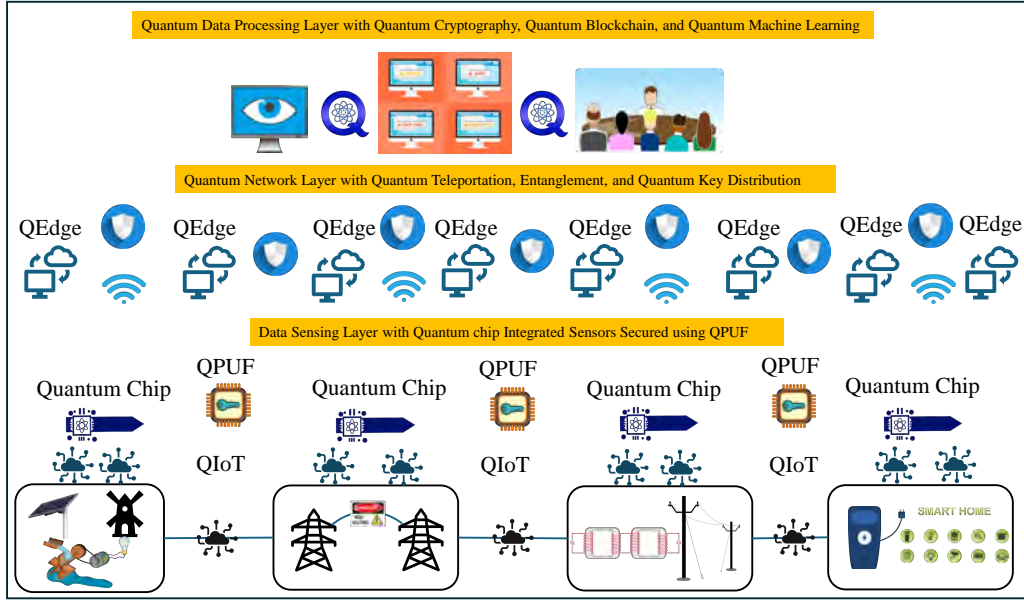 Quantum Data Processing Layer with Quantum Cryptography, Quantum Blockchain, and Quantum Machine Learning
Q Q
Quantum Network Layer with Quantum Teleportation, Entanglement, and Quantum Key Distribution
QEdge QEdge QEdge QEdge QEdge QEdge QEdge QEdge
Data Sensing Layer with Quantum chip Integrated Sensors Secured using QPUF
QPUF QPUF QPUF
Quantum Chip Quantum Chip Quantum Chip Quantum Chip
QIoT QIoT QIoT
SMART HOME